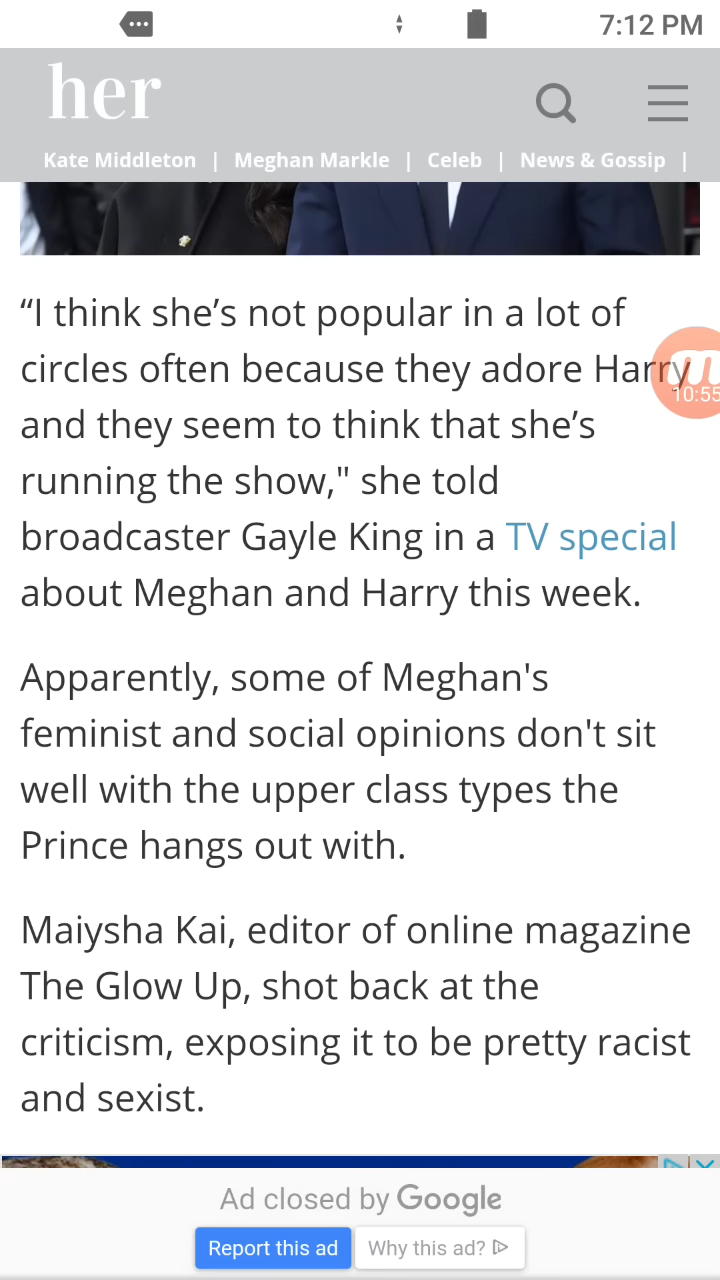 7:12 PM
her
Kate Middleton | Meghan Markle | Celeb | News & Gossip |
“I think she’s not popular in a lot of
circles often because they adore Harry
m
10:55
and they seem to think that she’s
running the show," she told
broadcaster Gayle King in a TV special
about Meghan and Harry this week.
Apparently, some of Meghan's
feminist and social opinions don't sit
well with the upper class types the
Prince hangs out with.
Maiysha Kai, editor of online magazine
The Glow Up, shot back at the
criticism, exposing it to be pretty racist
and sexist.
Ad closed by Google
Report this ad
Why this ad?